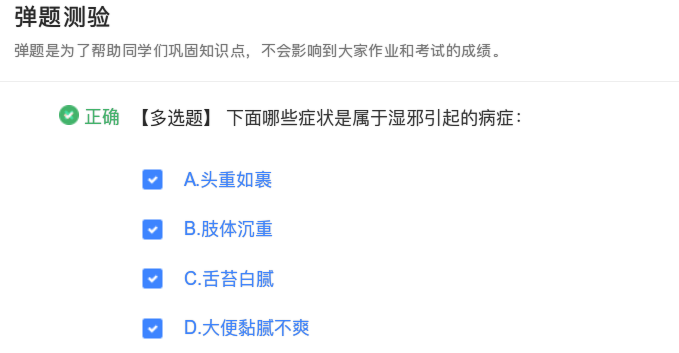 弹题测验
弹题是为了帮助同学们巩固知识点，不会影响到大家作业和考试的成绩。
正确 【多选题】 下面哪些症状是属于湿邪引起的病症：
A.头重如裹
B.肢体沉重
C.舌苔白腻
D.大便黏腻不爽